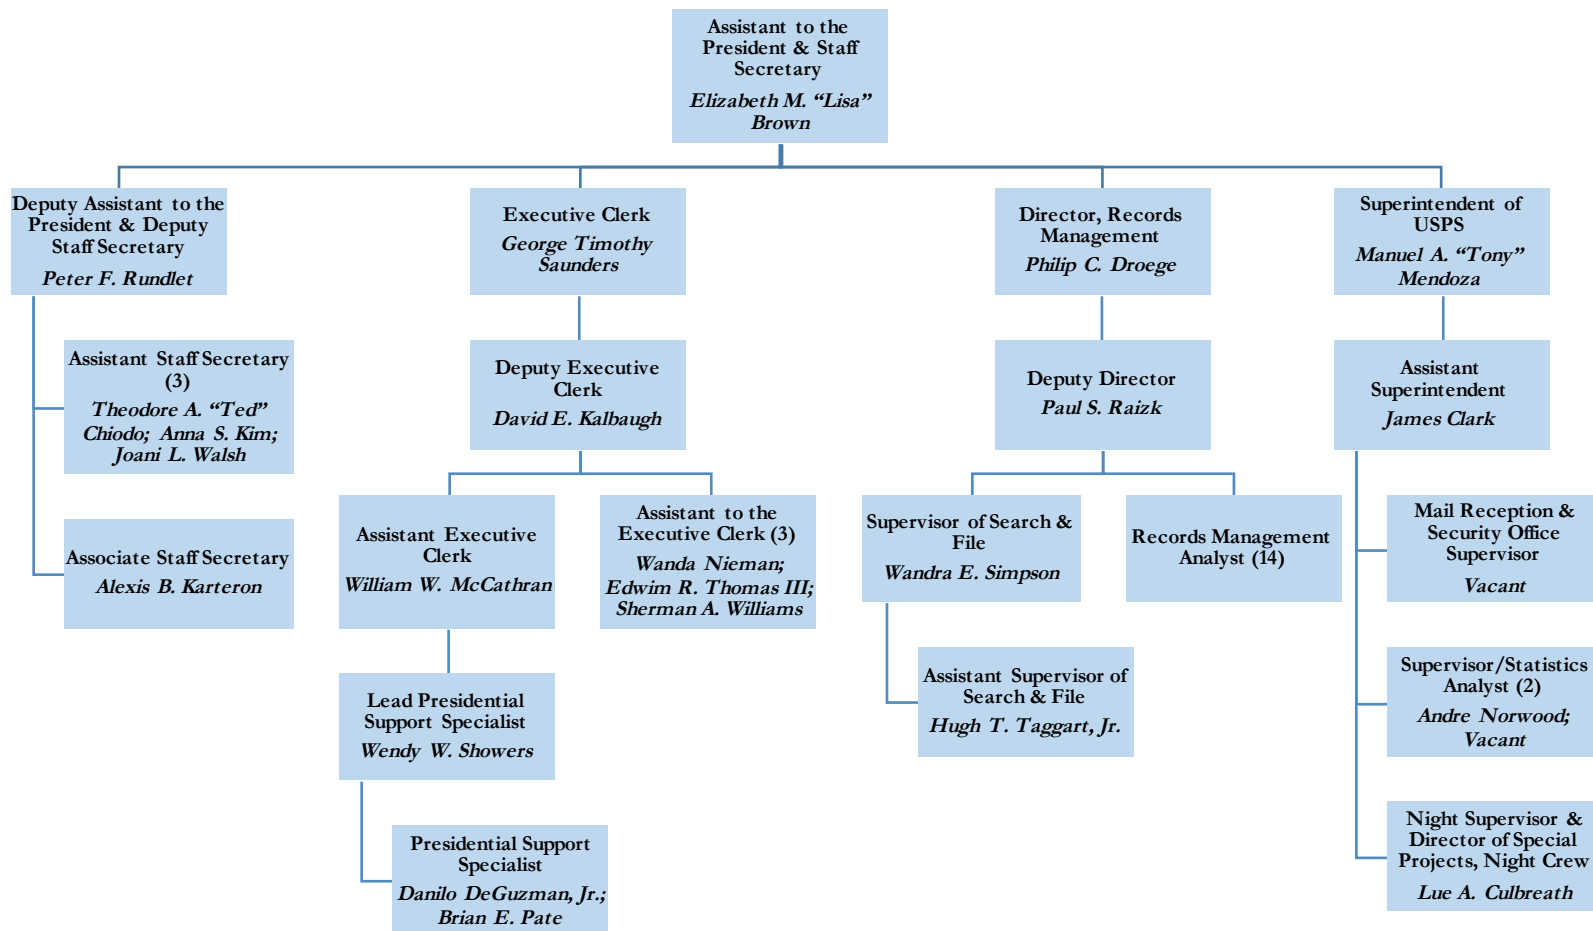 Assistant to the
President & Staff
Secretary
Elizabeth M. “Lisa”
Brown
Deputy Assistant to the
President & Deputy
Staff Secretary
Peter F. Rundlet
Executive Clerk
George Timothy
Saunders
Director, Records
Management
Philip C. Droege
Superintendent of
USPS
Manuel A. “Tony”
Mendoza
Assistant Staff Secretary
(3)
Theodore A. “Ted”
Chiodo; Anna S. Kim;
Joani L. Walsh
Deputy Executive
Clerk
David E. Kalbaugh
Deputy Director
Paul S. Raizk
Assistant
Superintendent
James Clark
Associate Staff Secretary
Alexis B. Karteron
Assistant Executive
Clerk
William W. McCathran
Assistant to the
Executive Clerk (3)
Wanda Nieman;
Edwim R. Thomas III;
Sherman A. Williams
Supervisor of Search &
File
Wandra E. Simpson
Records Management
Analyst (14)
Mail Reception &
Security Office
Supervisor
Vacant
Lead Presidential
Support Specialist
Wendy W. Showers
Assistant Supervisor of
Search & File
Hugh T. Taggart, Jr.
Supervisor/Statistics
Analyst (2)
Andre Norwood;
Vacant
Presidential Support
Specialist
Danilo DeGuzman, Jr.;
Brian E. Pate
Night Supervisor &
Director of Special
Projects, Night Crew
Lue A. Culbreath